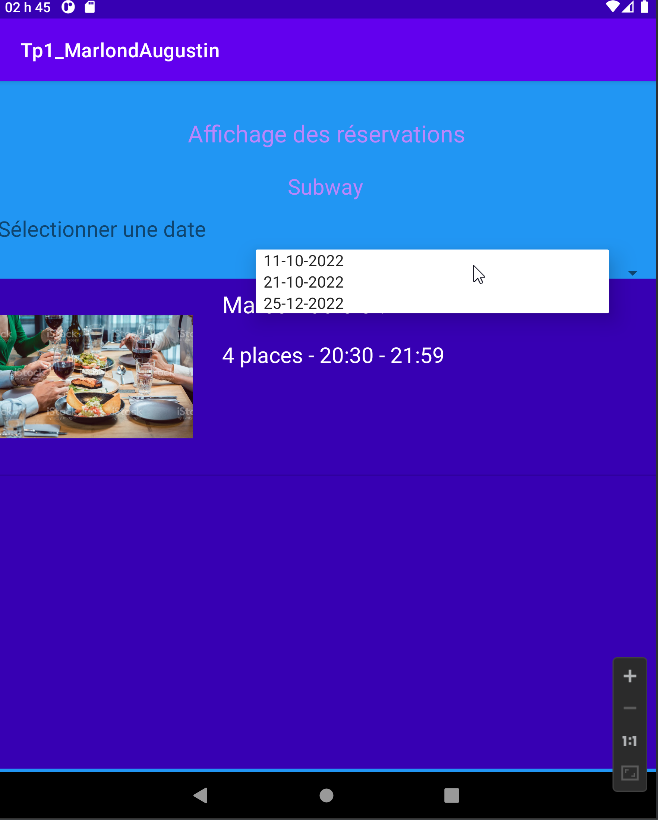 02 h 45
Tp1_MarlondAugustin
Affichage des réservations
Subway
Sélectionner une date
11-10-2022
21-10-2022
25-12-2022
4 places - 20:30 - 21:59
iStock
1:1